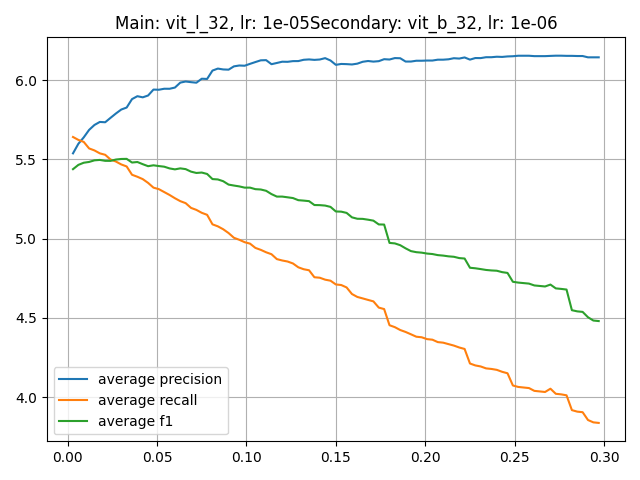 Main: vit_l_32, lr: 1e-05Secondary: vit_b_32, lr: 1e-06
6.0
5.5
5.0
4.5
4.0
average precision
average recall
average f1
0.00 0.05 0.10 0.15 0.20 0.25 0.30